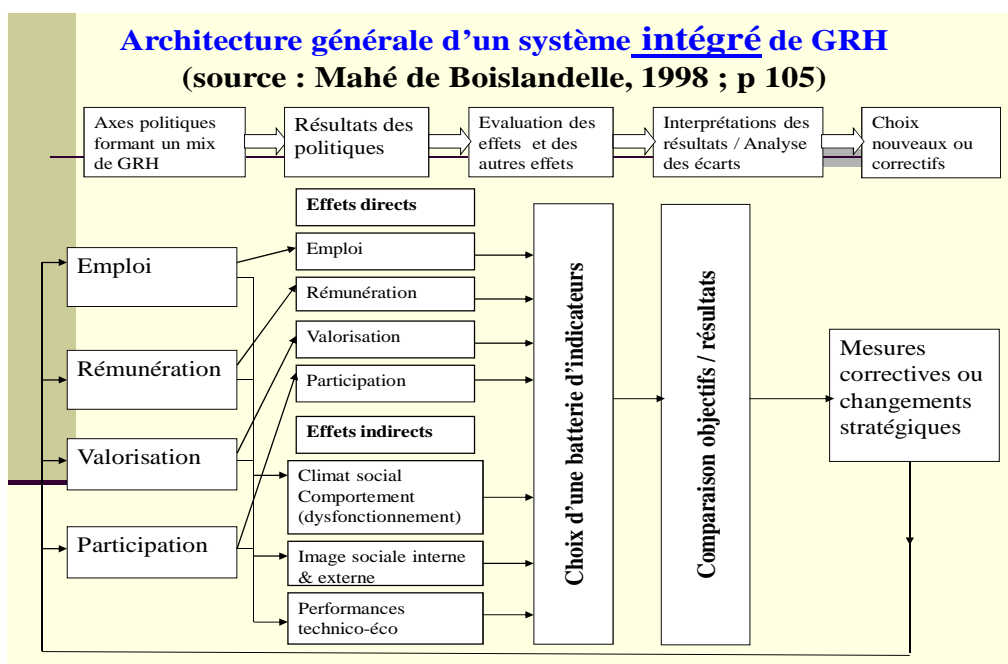 Architecture générale d’un système intégré de GRH
(source : Mahé de Boislandelle, 1998 ; p 105)
Axes politiques
formant un mix
de GRH
Résultats des
politiques
Evaluation des
effets et des
autres effets
Interprétations des
résultats / Analyse
des écarts
Choix
nouveaux ou
correctifs
Emploi
Rémunération
Valorisation
Participation
Effets directs
Emploi
Rémunération
Valorisation
Participation
Effets indirects
Climat social
Comportement
(dysfonctionnement)
Image sociale interne
& externe
Performances
technico-éco
Choix d’une batterie d’indicateurs
Comparaison objectifs / résultats
Mesures
correctives ou
changements
stratégiques